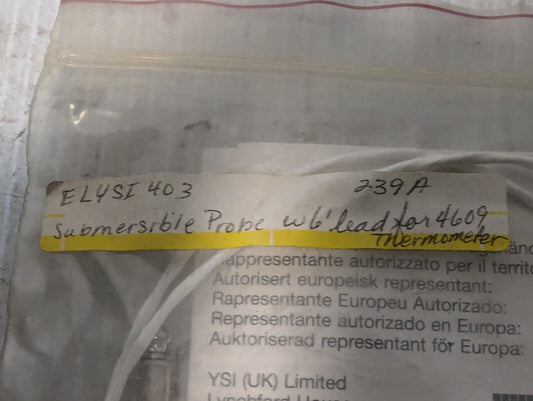 ELYSI 403 239A
Submersible Probe w 6' lead for 4609
Thermometer
Rappresentante autorizzato per il territo
Autorisert europeisk representant:
Rapresentante Europeu Autorizado:
Representante autorizado en Europa:
Auktoriserad representant för Europa:
YSI (UK) Limited